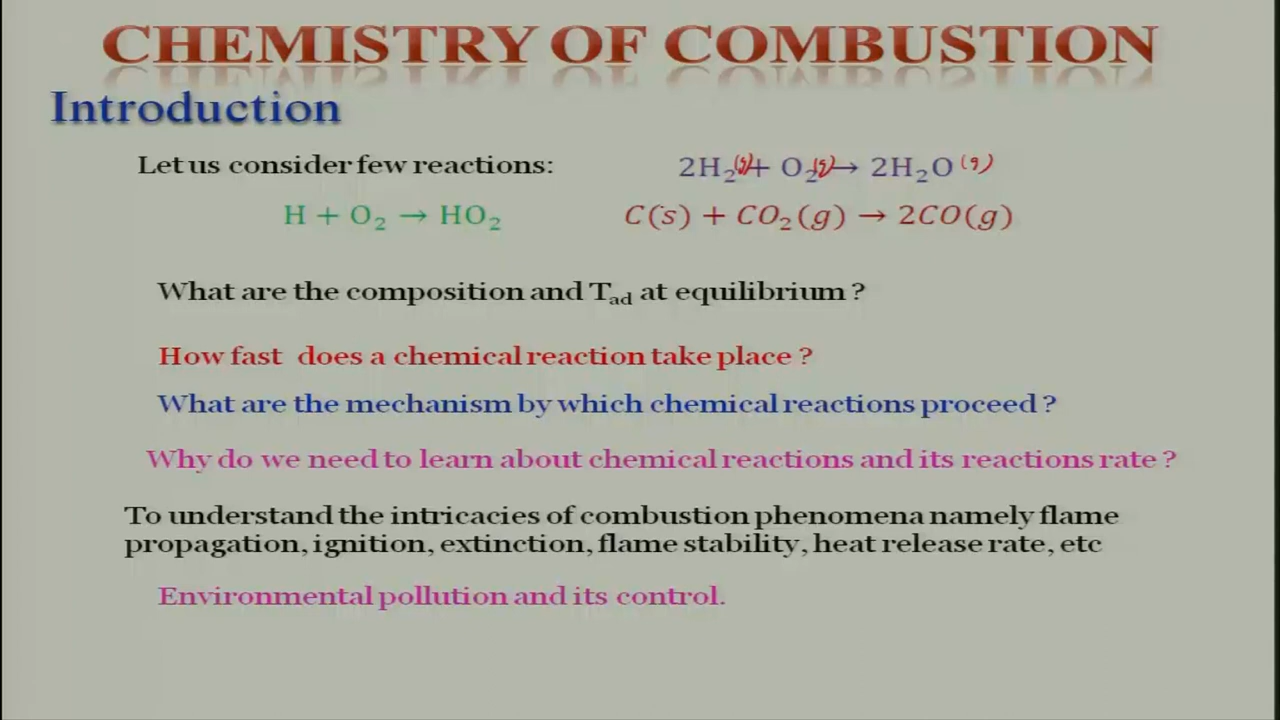 CHEMISTRY OF COMBUSTION
Introduction
Let us consider few reactions: 2H₂(g) + O₂(g) → 2H₂O (g)
H + O₂ → HO₂ C(s) + CO₂(g) → 2CO(g)
What are the composition and Tad at equilibrium ?
How fast does a chemical reaction take place ?
What are the mechanism by which chemical reactions proceed ?
Why do we need to learn about chemical reactions and its reactions rate ?
To understand the intricacies of combustion phenomena namely flame
propagation, ignition, extinction, flame stability, heat release rate, etc
Environmental pollution and its control.